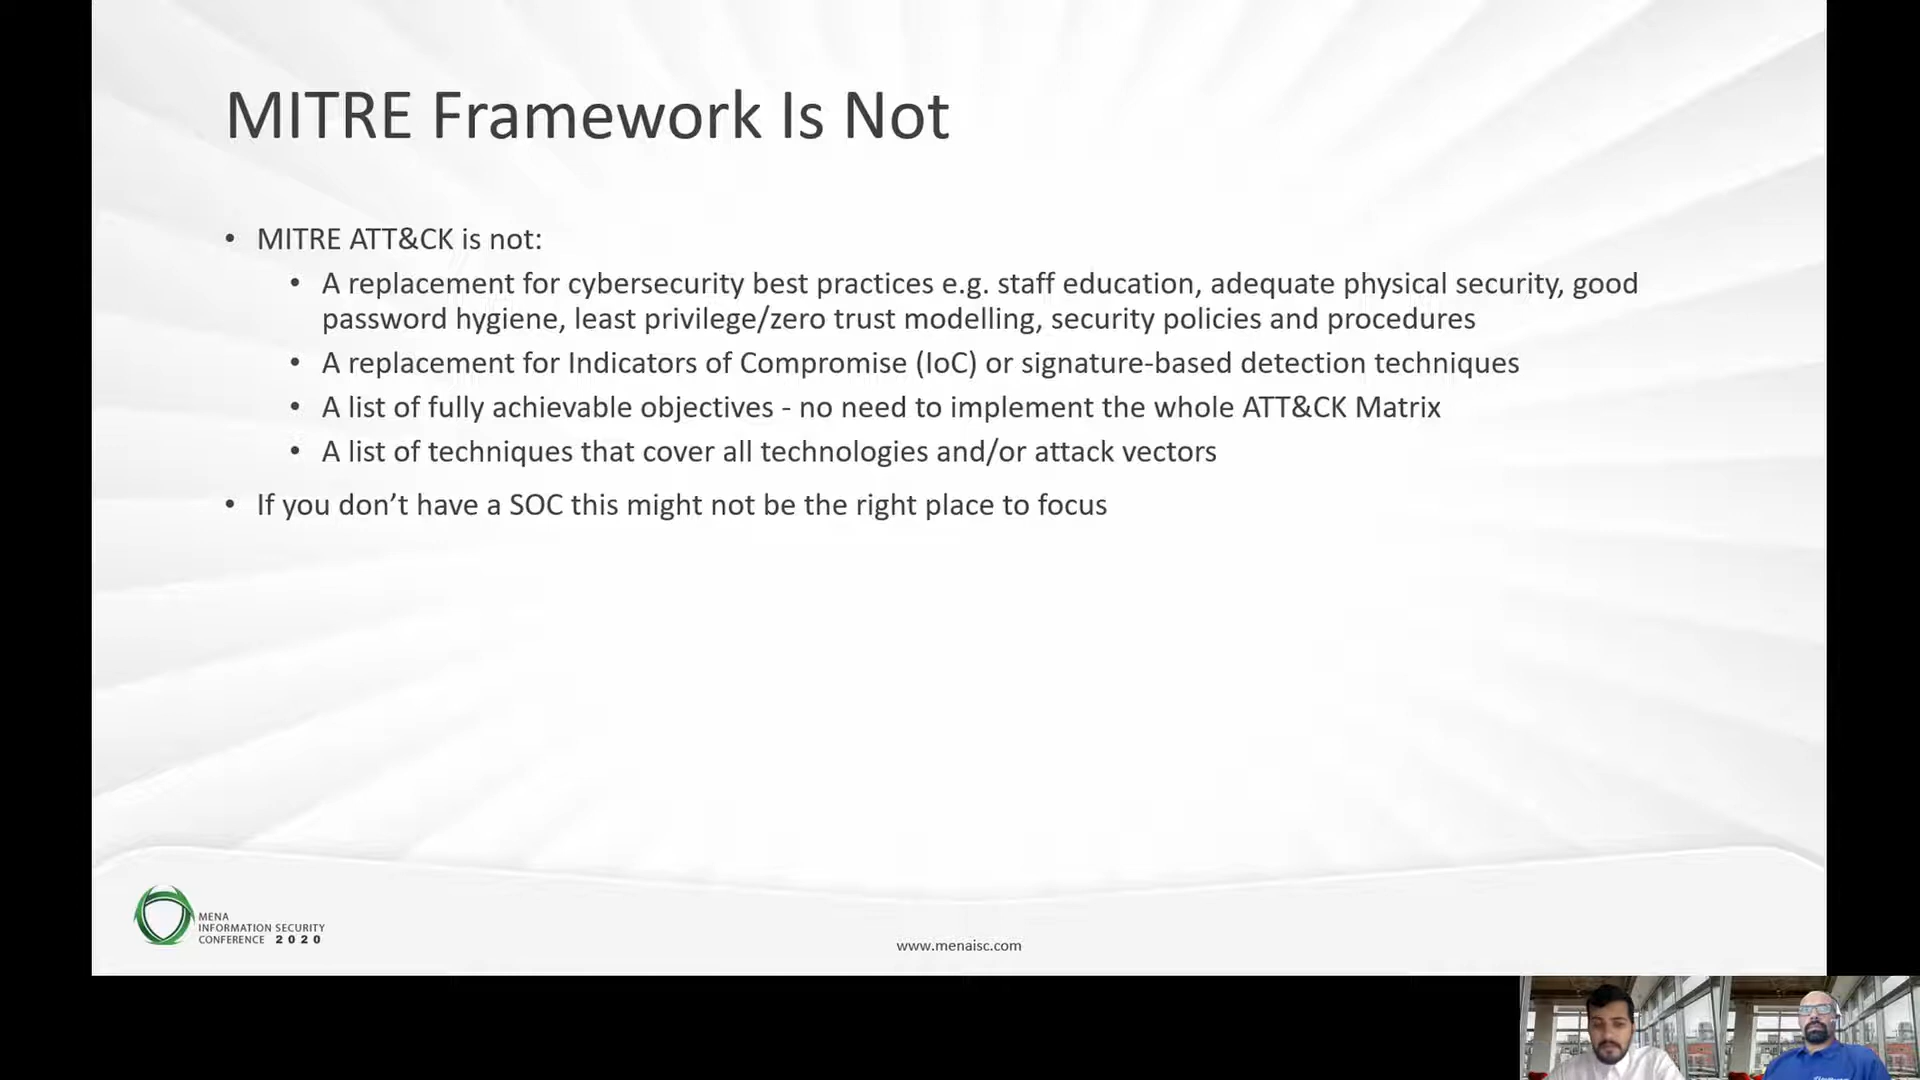 MITRE Framework Is Not
• MITRE ATT&CK is not:
• A replacement for cybersecurity best practices e.g. staff education, adequate physical security, good
password hygiene, least privilege/zero trust modelling, security policies and procedures
• A replacement for Indicators of Compromise (IoC) or signature-based detection techniques
• A list of fully achievable objectives - no need to implement the whole ATT&CK Matrix
• A list of techniques that cover all technologies and/or attack vectors
• If you don’t have a SOC this might not be the right place to focus
MENA
INFORMATION SECURITY
CONFERENCE 2020
www.menaisc.com